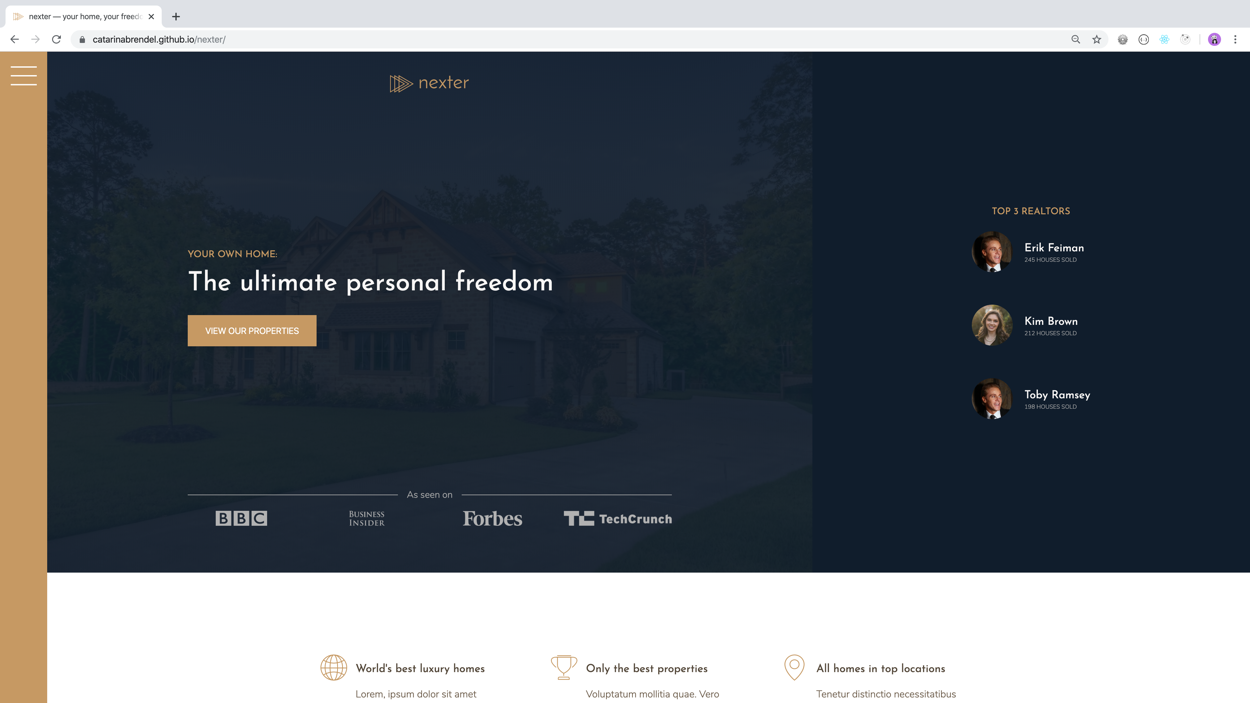 nexter — your home, your freed
catarinabrendel.github.io/nexter/
nexter
YOUR OWN HOME:
The ultimate personal freedom
VIEW OUR PROPERTIES
As seen on
BBC
BUSINESS
INSIDER
Forbes
TC TechCrunch
TOP 3 REALTORS
Erik Feiman
245 HOUSES SOLD
Kim Brown
212 HOUSES SOLD
Toby Ramsey
198 HOUSES SOLD
World's best luxury homes
Lorem, ipsum dolor sit amet
Only the best properties
Voluptatum mollitia quae. Vero
All homes in top locations
Tenetur distinctio necessitatibus